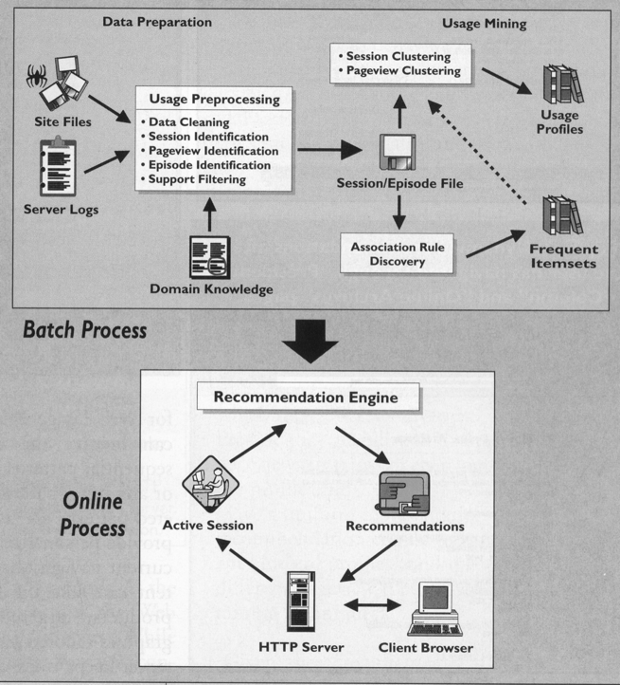 Data Preparation
Usage Mining
Site Files
Server Logs
Usage Preprocessing
• Data Cleaning
• Session Identification
• Pageview Identification
• Episode Identification
• Support Filtering
Domain Knowledge
• Session Clustering
• Pageview Clustering
Usage
Profiles
Session/Episode File
Association Rule
Discovery
Frequent
Itemsets
Batch Process
Recommendation Engine
Online
Process
Active Session
Recommendations
HTTP Server
Client Browser